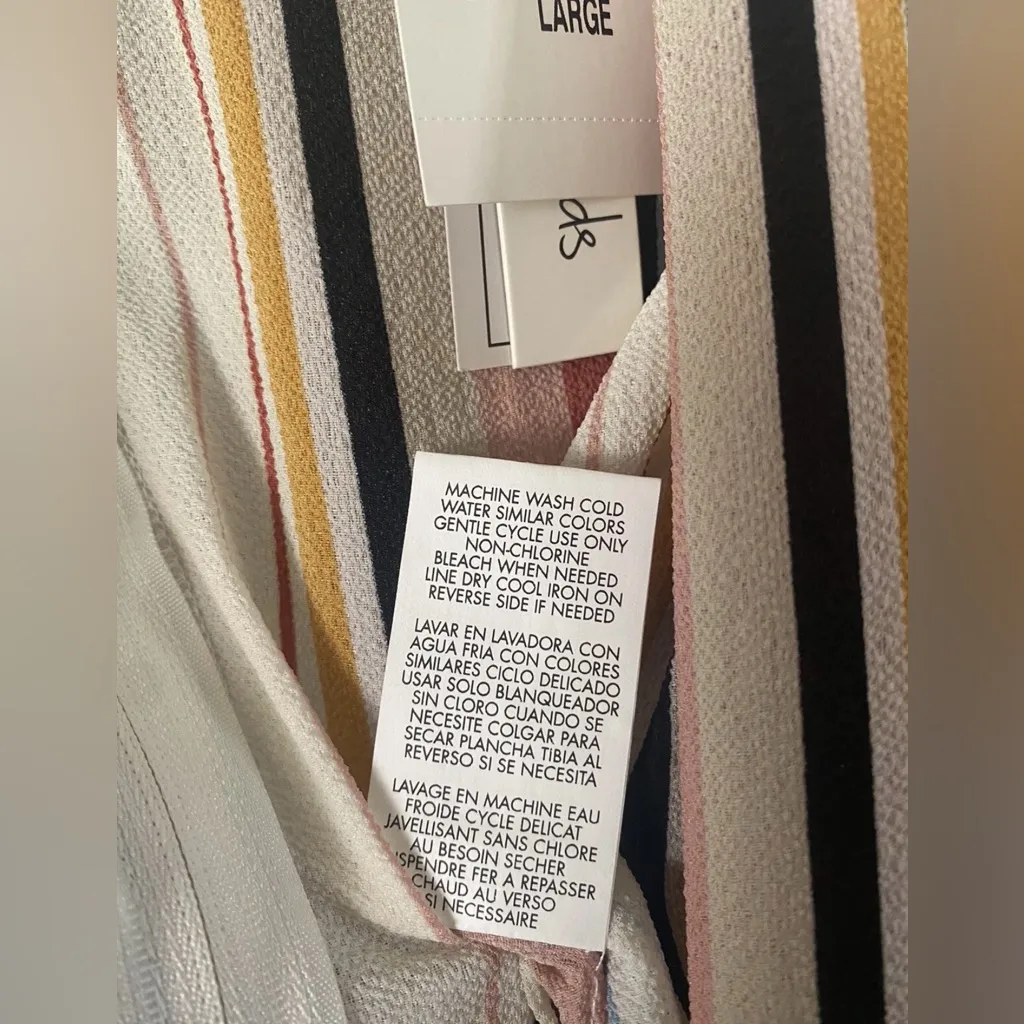 LARGE
ds
MACHINE WASH COLD
WATER SIMILAR COLORS
GENTLE CYCLE USE ONLY
NON-CHLORINE
BLEACH WHEN NEEDED
LINE DRY COOL IRON ON
REVERSE SIDE IF NEEDED
LAVAR EN LAVADORA CON
AGUA FRIA CON COLORES
SIMILARES CICLO DELICADO
USAR SOLO BLANQUEADOR
SIN CLORO CUANDO SE
NECESITE COLGAR PARA
SECAR PLANCHA TIBIA AL
REVERSO SI SE NECESITA
LAVAGE EN MACHINE EAU
FROIDE CYCLE DELICAT
JAVELLISANT SANS CHLORE
AU BESOIN SECHER
SPENDRE FER A REPASSER
CHAUD AU VERSO
SI NECESSAIRE